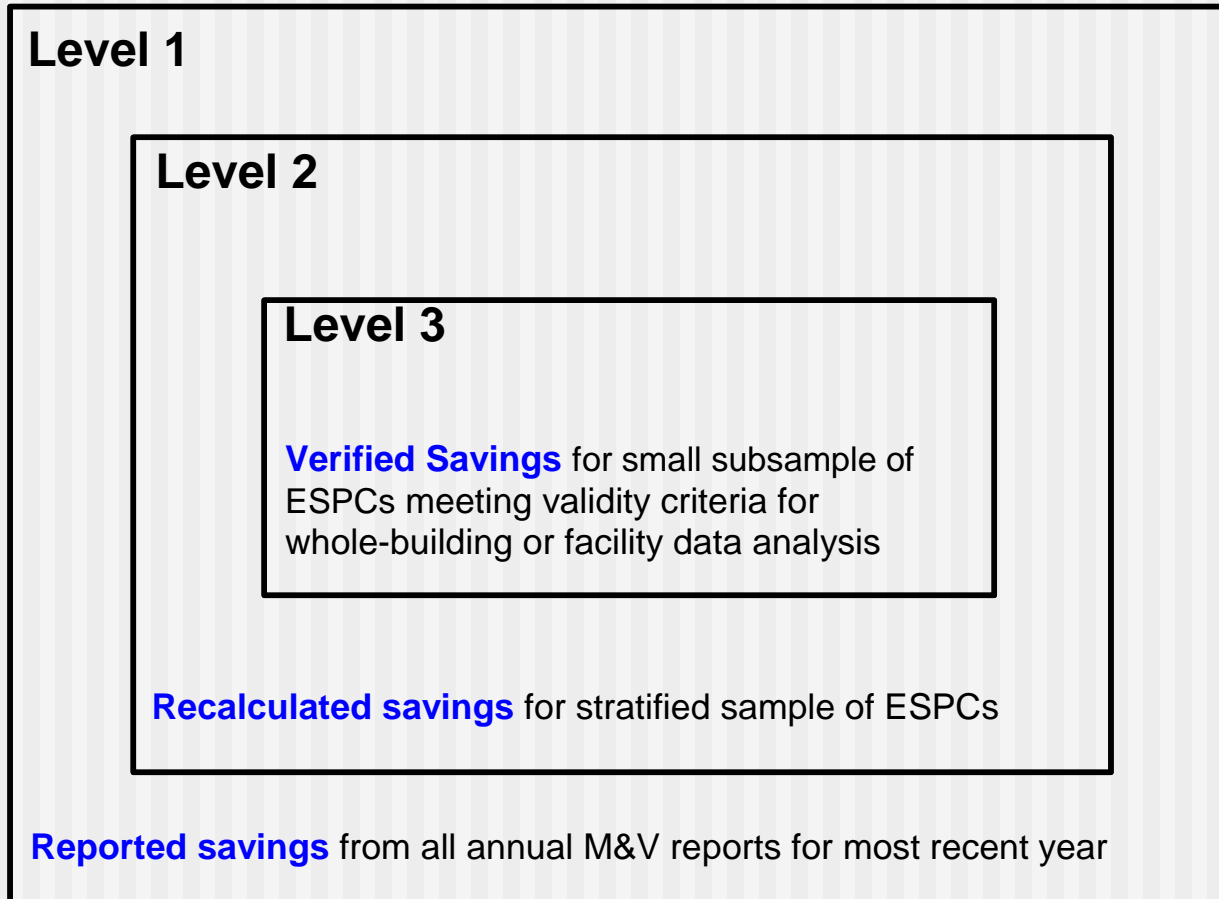 Level 1
Level 2
Level 3
Verified Savings for small subsample of
ESPCs meeting validity criteria for
whole-building or facility data analysis
Recalculated savings for stratified sample of ESPCs
Reported savings from all annual M&V reports for most recent year